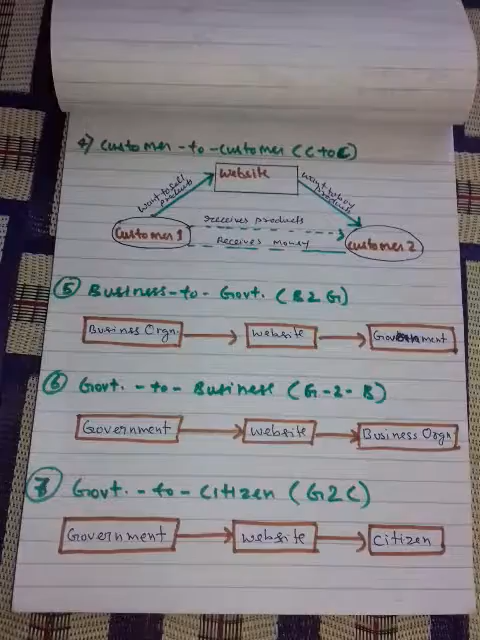 4) Customer-to-customer (C to C)
Website
want to sell products
want to buy products
receives products
Customer 1
Customer 2
Receives Money
⑤ Business-to-Govt. (B2G)
Business Orgn.
Website
Government
⑥ Govt.-to-Business (G-2-B)
Government
Website
Business Orgn
⑦ Govt.-to-Citizen (G2C)
Government
Website
Citizen